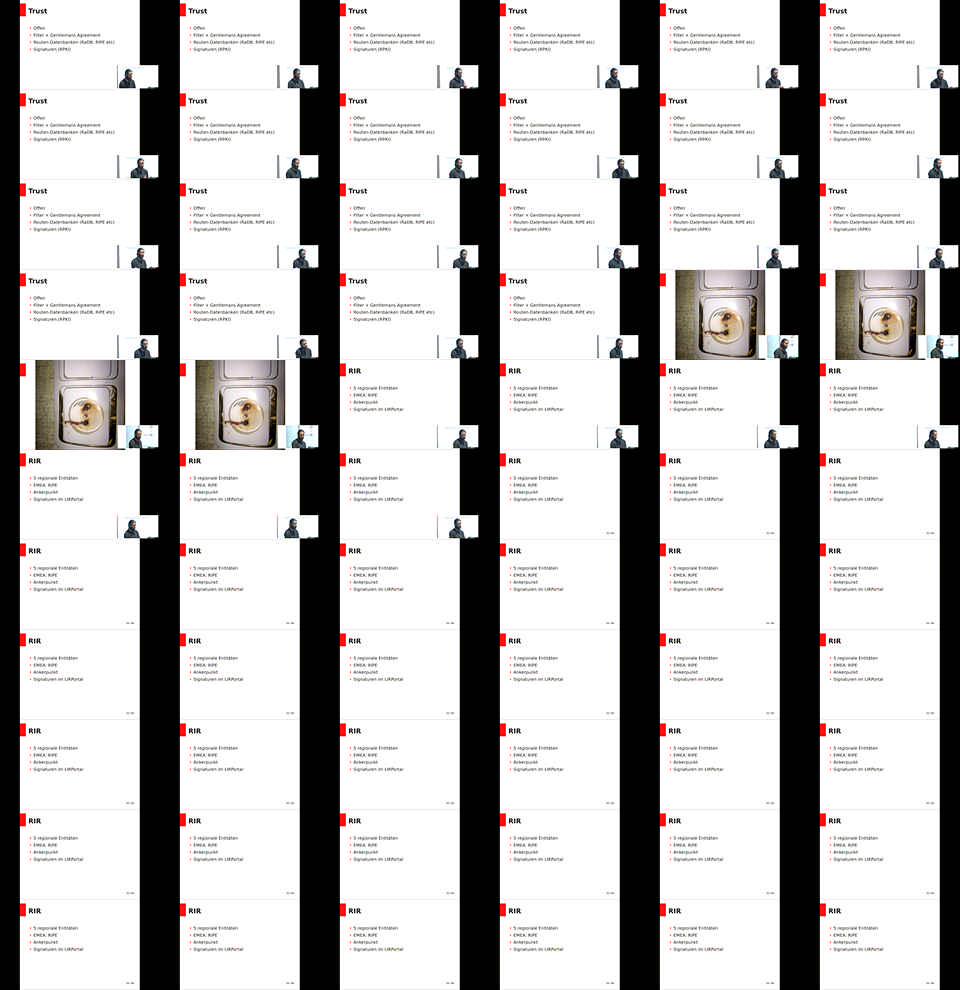 Trust
Offen
Filter + Gentlemans Agreement
Routen-Datenbanken (RaDB, RIPE etc)
Signaturen (RPKI)
RIR
5 regionale Entitäten
EMEA: RIPE
Ankerpunkt
Signaturen im LIRPortal